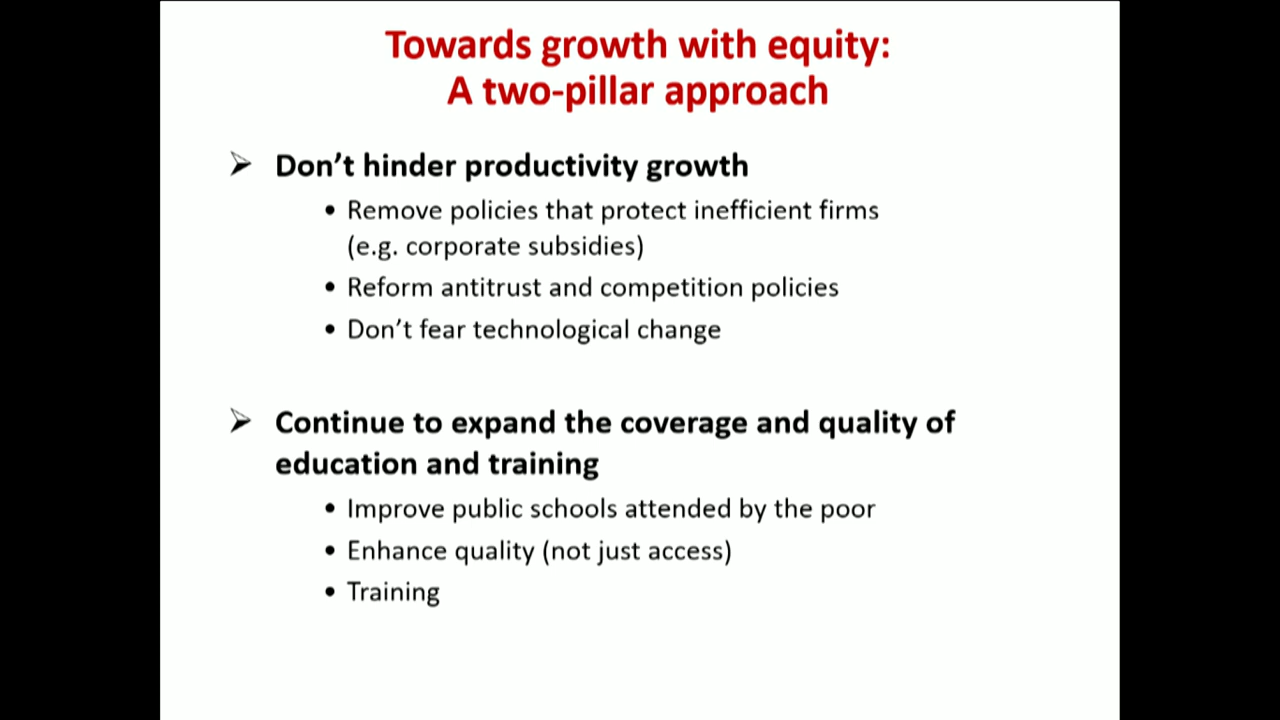 Towards growth with equity:
A two-pillar approach
➢ Don’t hinder productivity growth
• Remove policies that protect inefficient firms
(e.g. corporate subsidies)
• Reform antitrust and competition policies
• Don’t fear technological change
➢ Continue to expand the coverage and quality of
education and training
• Improve public schools attended by the poor
• Enhance quality (not just access)
• Training